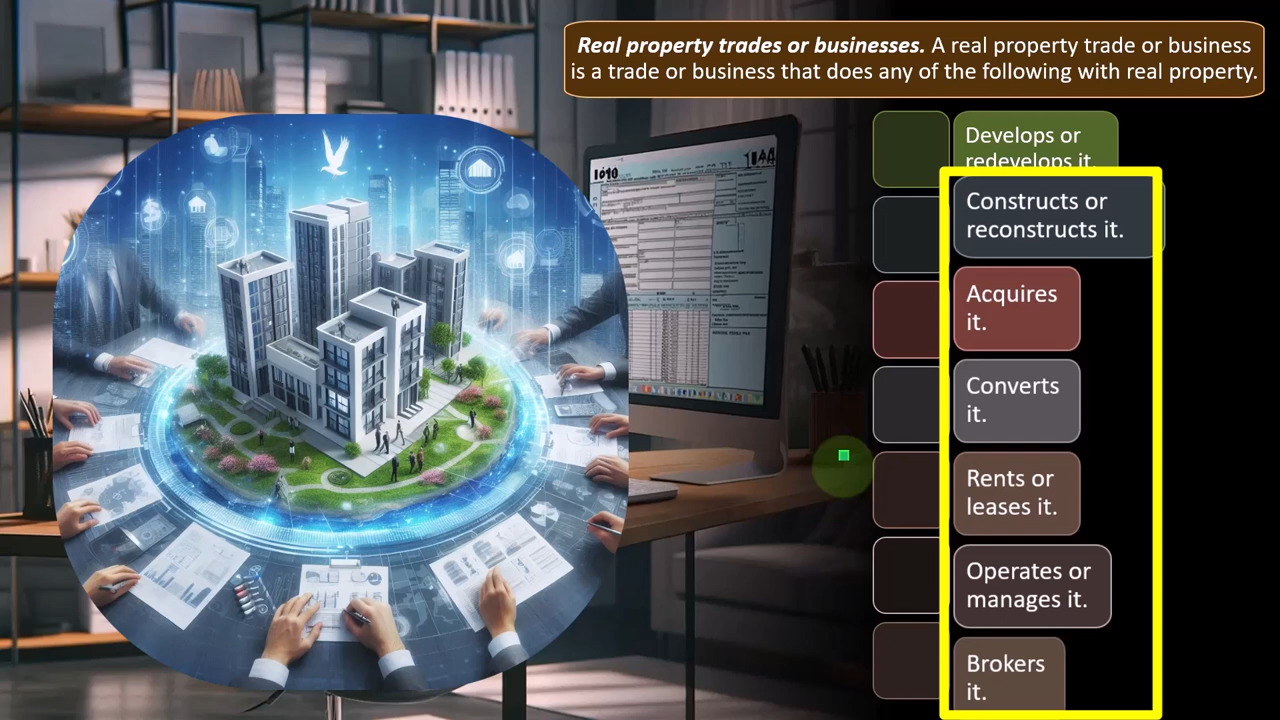 Real property trades or businesses. A real property trade or business
is a trade or business that does any of the following with real property.
Develops or
redevelops it.
Constructs or
reconstructs it.
Acquires
it.
Converts
it.
Rents or
leases it.
Operates or
manages it.
Brokers
it.